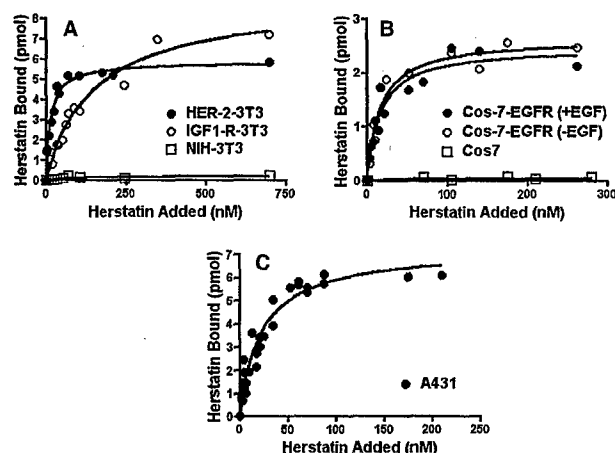 A
Herstatin Bound (pmol)
8
7
6
5
4
3
2
1
0
HER-2-3T3
IGF1-R-3T3
NIH-3T3
0
250
500
750
Herstatin Added (nM)
B
Herstatin Bound (pmol)
3
2
1
0
Cos-7-EGFR (+EGF)
Cos-7-EGFR (-EGF)
Cos7
0
100
200
300
Herstatin Added (nM)
C
Herstatin Bound (pmol)
7
6
5
4
3
2
1
0
A431
0
50
100
150
200
250
Herstatin Added (nM)